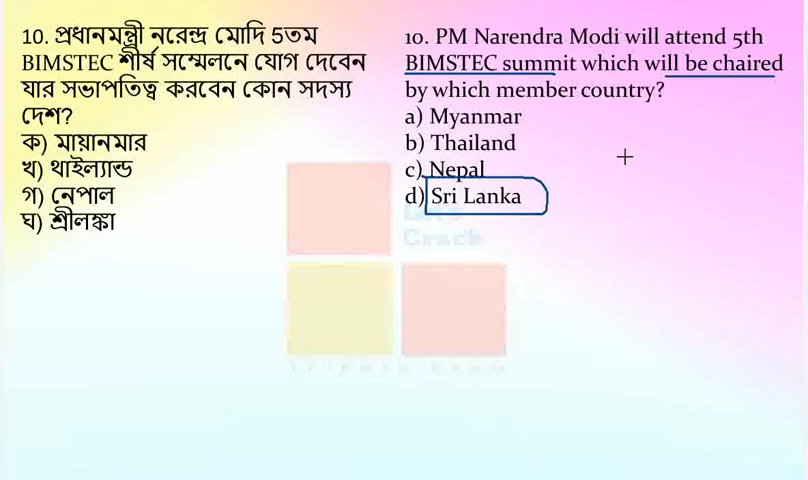 10. প্রধানমন্ত্রী নরেন্দ্র মোদি 5তম
BIMSTEC শীর্ষ সম্মেলনে যোগ দেবেন
যার সভাপতিত্ব করবেন কোন সদস্য
দেশ?
ক) মায়ানমার
খ) থাইল্যান্ড
গ) নেপাল
ঘ) শ্রীলঙ্কা
10. PM Narendra Modi will attend 5th
BIMSTEC summit which will be chaired
by which member country?
a) Myanmar
b) Thailand
c) Nepal
d) Sri Lanka
Crack